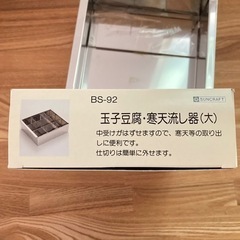 BS-92
SUNCRAFT
玉子豆腐・寒天流し器(大)
中受けがはずせますので、寒天等の取り出
しに便利です。
仕切りは簡単に外せます。